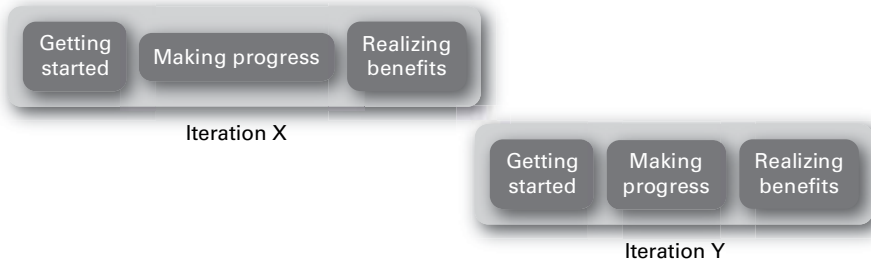 Getting
started
Making progress
Realizing
benefits
Iteration X
Getting
started
Making
progress
Realizing
benefits
Iteration Y